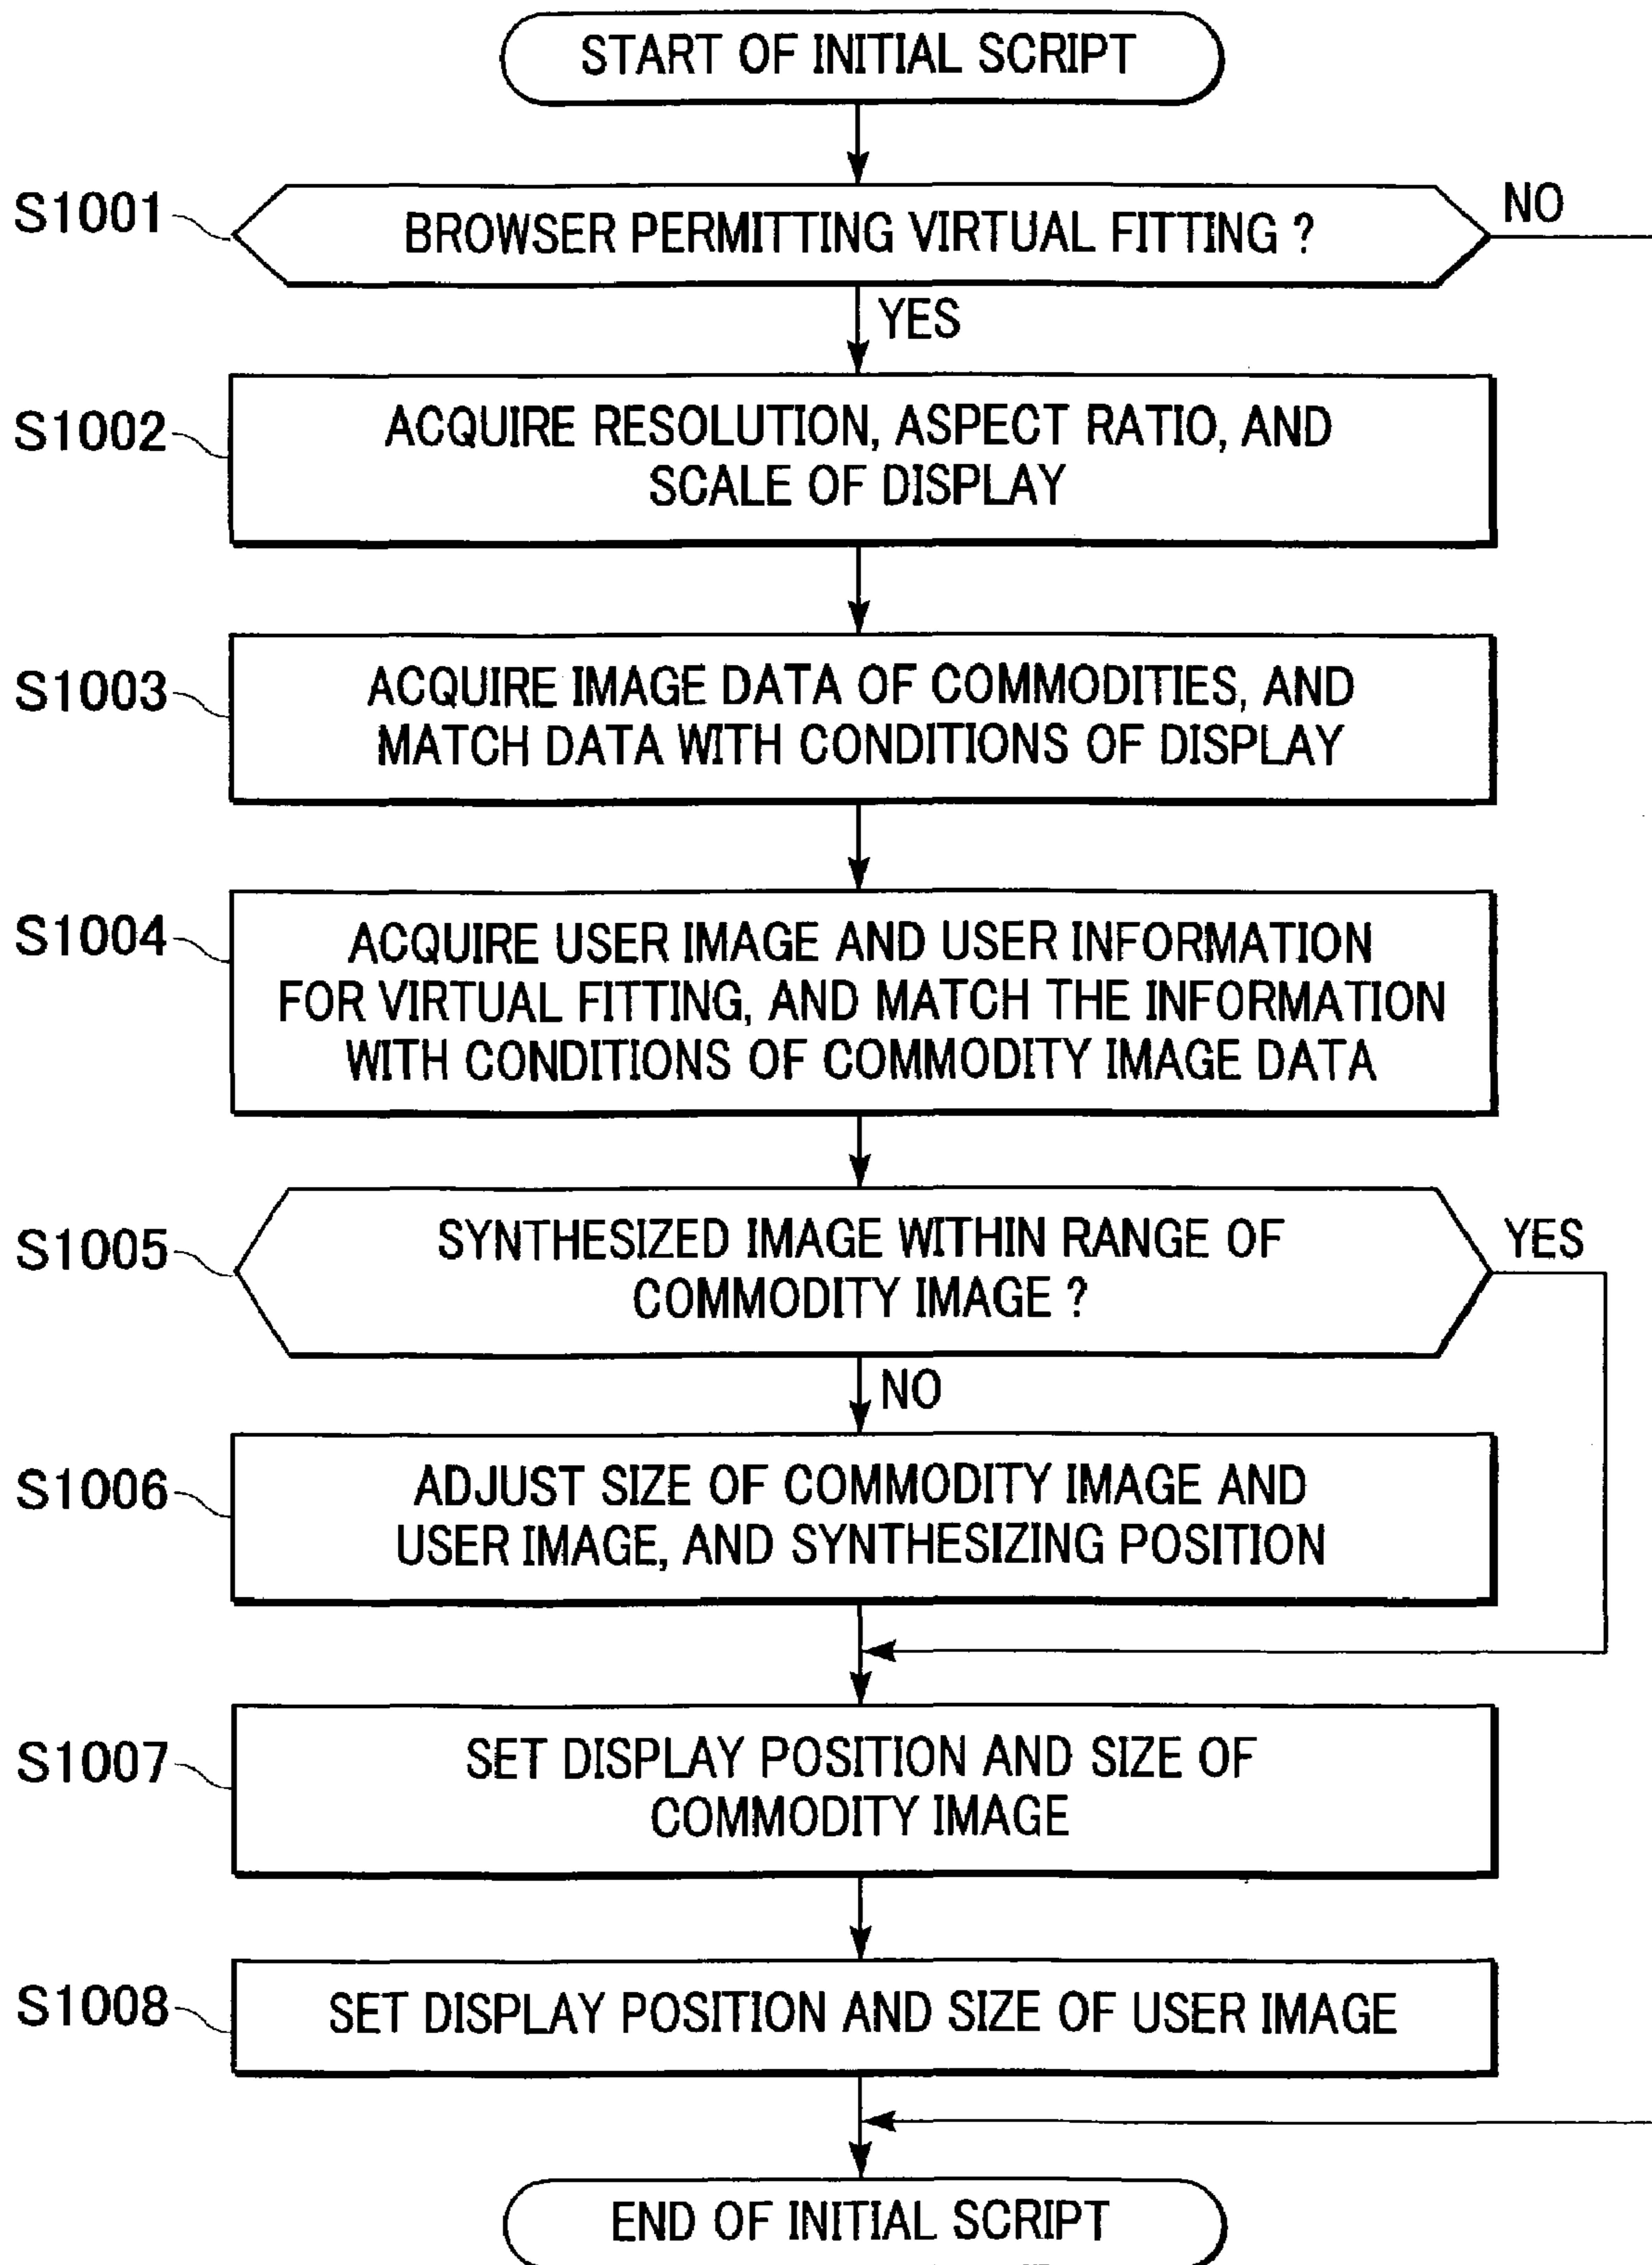 START OF INITIAL SCRIPT
S1001
BROWSER PERMITTING VIRTUAL FITTING ?
NO
YES
S1002
ACQUIRE RESOLUTION, ASPECT RATIO, AND
SCALE OF DISPLAY
S1003
ACQUIRE IMAGE DATA OF COMMODITIES, AND
MATCH DATA WITH CONDITIONS OF DISPLAY
S1004
ACQUIRE USER IMAGE AND USER INFORMATION
FOR VIRTUAL FITTING, AND MATCH THE INFORMATION
WITH CONDITIONS OF COMMODITY IMAGE DATA
S1005
SYNTHESIZED IMAGE WITHIN RANGE OF
COMMODITY IMAGE ?
YES
NO
S1006
ADJUST SIZE OF COMMODITY IMAGE AND
USER IMAGE, AND SYNTHESIZING POSITION
S1007
SET DISPLAY POSITION AND SIZE OF
COMMODITY IMAGE
S1008
SET DISPLAY POSITION AND SIZE OF USER IMAGE
END OF INITIAL SCRIPT